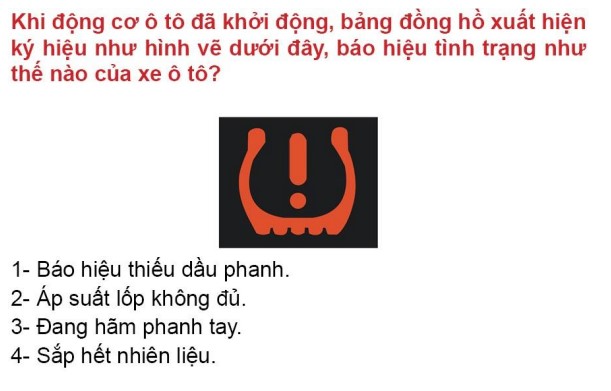 Khi động cơ ô tô đã khởi động, bảng đồng hồ xuất hiện
ký hiệu như hình vẽ dưới đây, báo hiệu tình trạng như
thế nào của xe ô tô?
1- Báo hiệu thiếu dầu phanh.
2- Áp suất lốp không đủ.
3- Đang hãm phanh tay.
4- Sắp hết nhiên liệu.